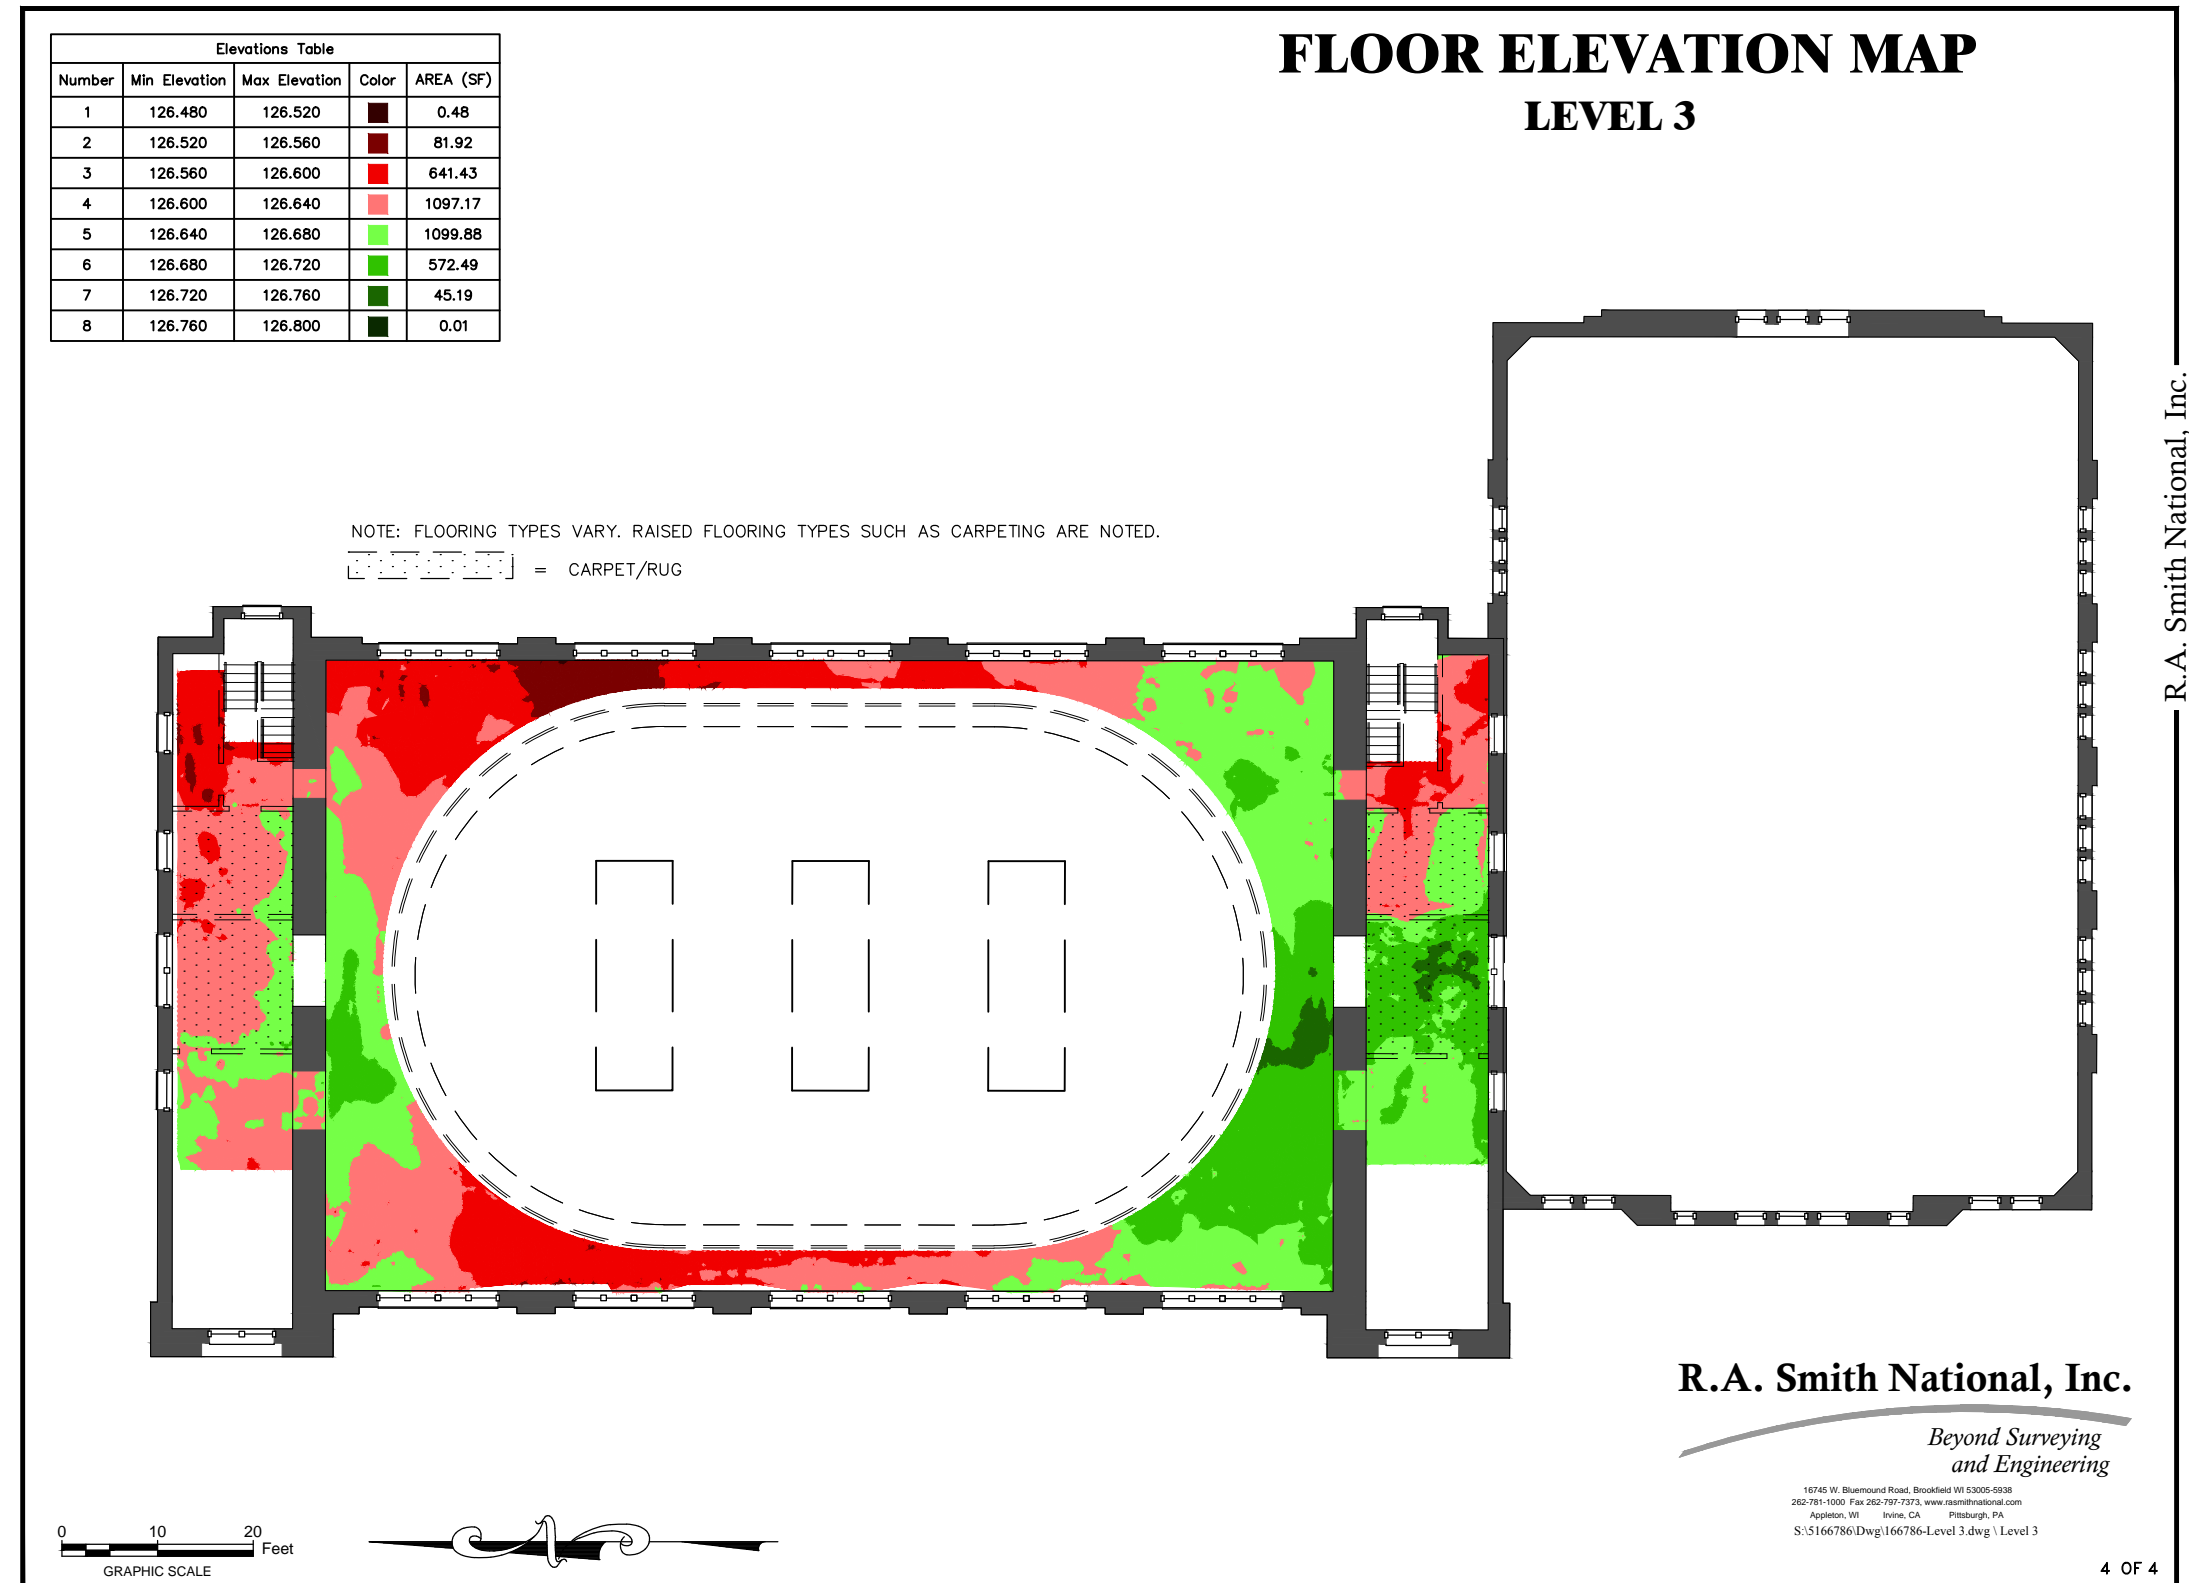 FLOOR ELEVATION MAP
LEVEL 3
Elevations Table
Number Min Elevation Max Elevation Color AREA (SF)
1 126.480 126.520 0.48
2 126.520 126.560 81.92
3 126.560 126.600 641.43
4 126.600 126.640 1097.17
5 126.640 126.680 1099.88
6 126.680 126.720 572.49
7 126.720 126.760 45.19
8 126.760 126.800 0.01
R.A. Smith National, Inc.
NOTE: FLOORING TYPES VARY. RAISED FLOORING TYPES SUCH AS CARPETING ARE NOTED.
= CARPET/RUG
R.A. Smith National, Inc.
Beyond Surveying
and Engineering
16745 W. Bluemound Road, Brookfield WI 53005-5938
262-781-1000 Fax 262-797-7373, www.rasmithnational.com
Appleton, WI Irvine, CA Pittsburgh, PA
S:\5166786\Dwg\166786-Level 3.dwg \ Level 3
0 10 20
Feet
GRAPHIC SCALE
N
4 OF 4